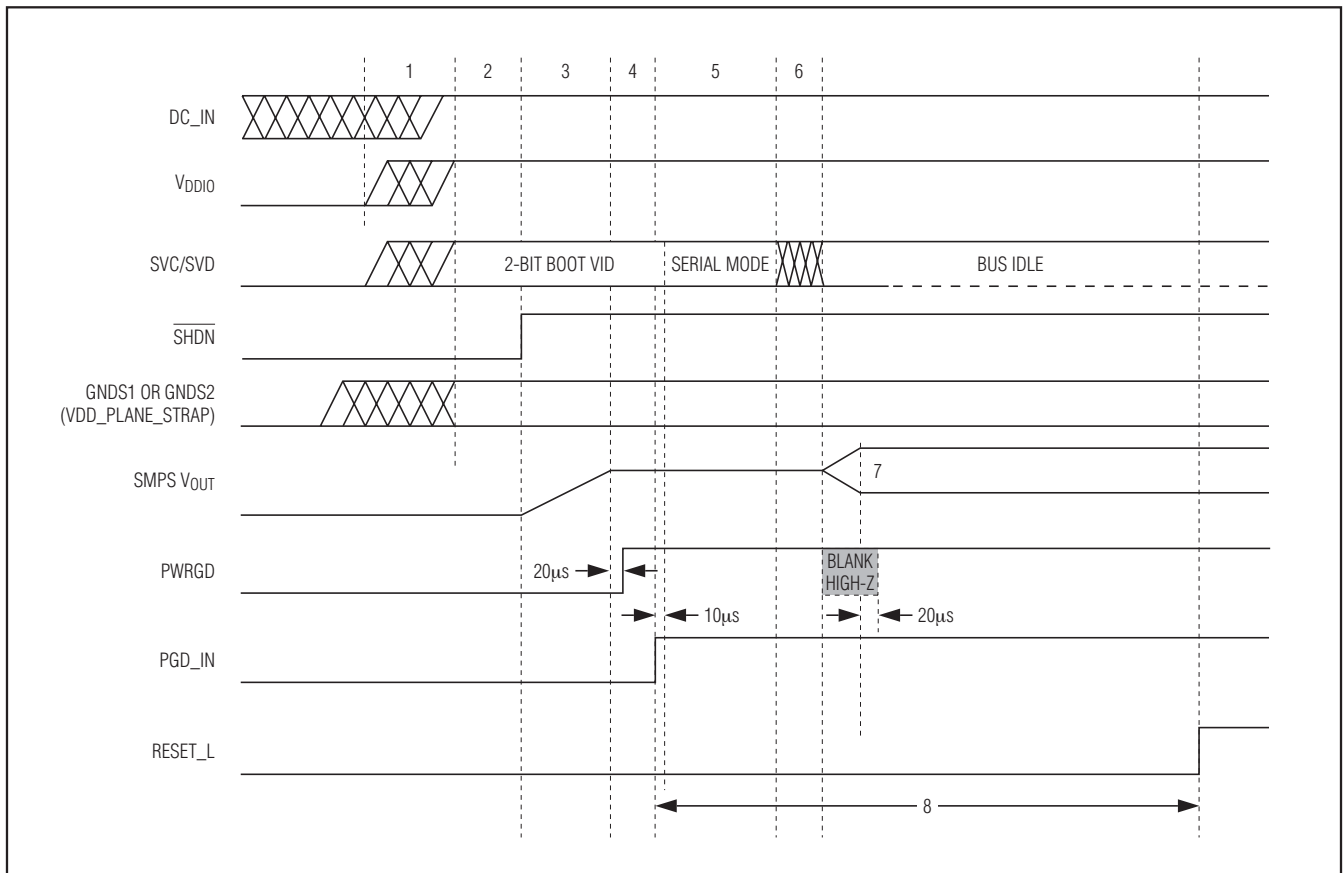 1 2 3 4 5 6
DC_IN
VDDIO
SVC/SVD 2-BIT BOOT VID SERIAL MODE BUS IDLE
SHDN
GNDS1 OR GNDS2
(VDD_PLANE_STRAP)
SMPS VOUT 7
PWRGD 20μs BLANK
HIGH-Z
10μs 20μs
PGD_IN
RESET_L
8